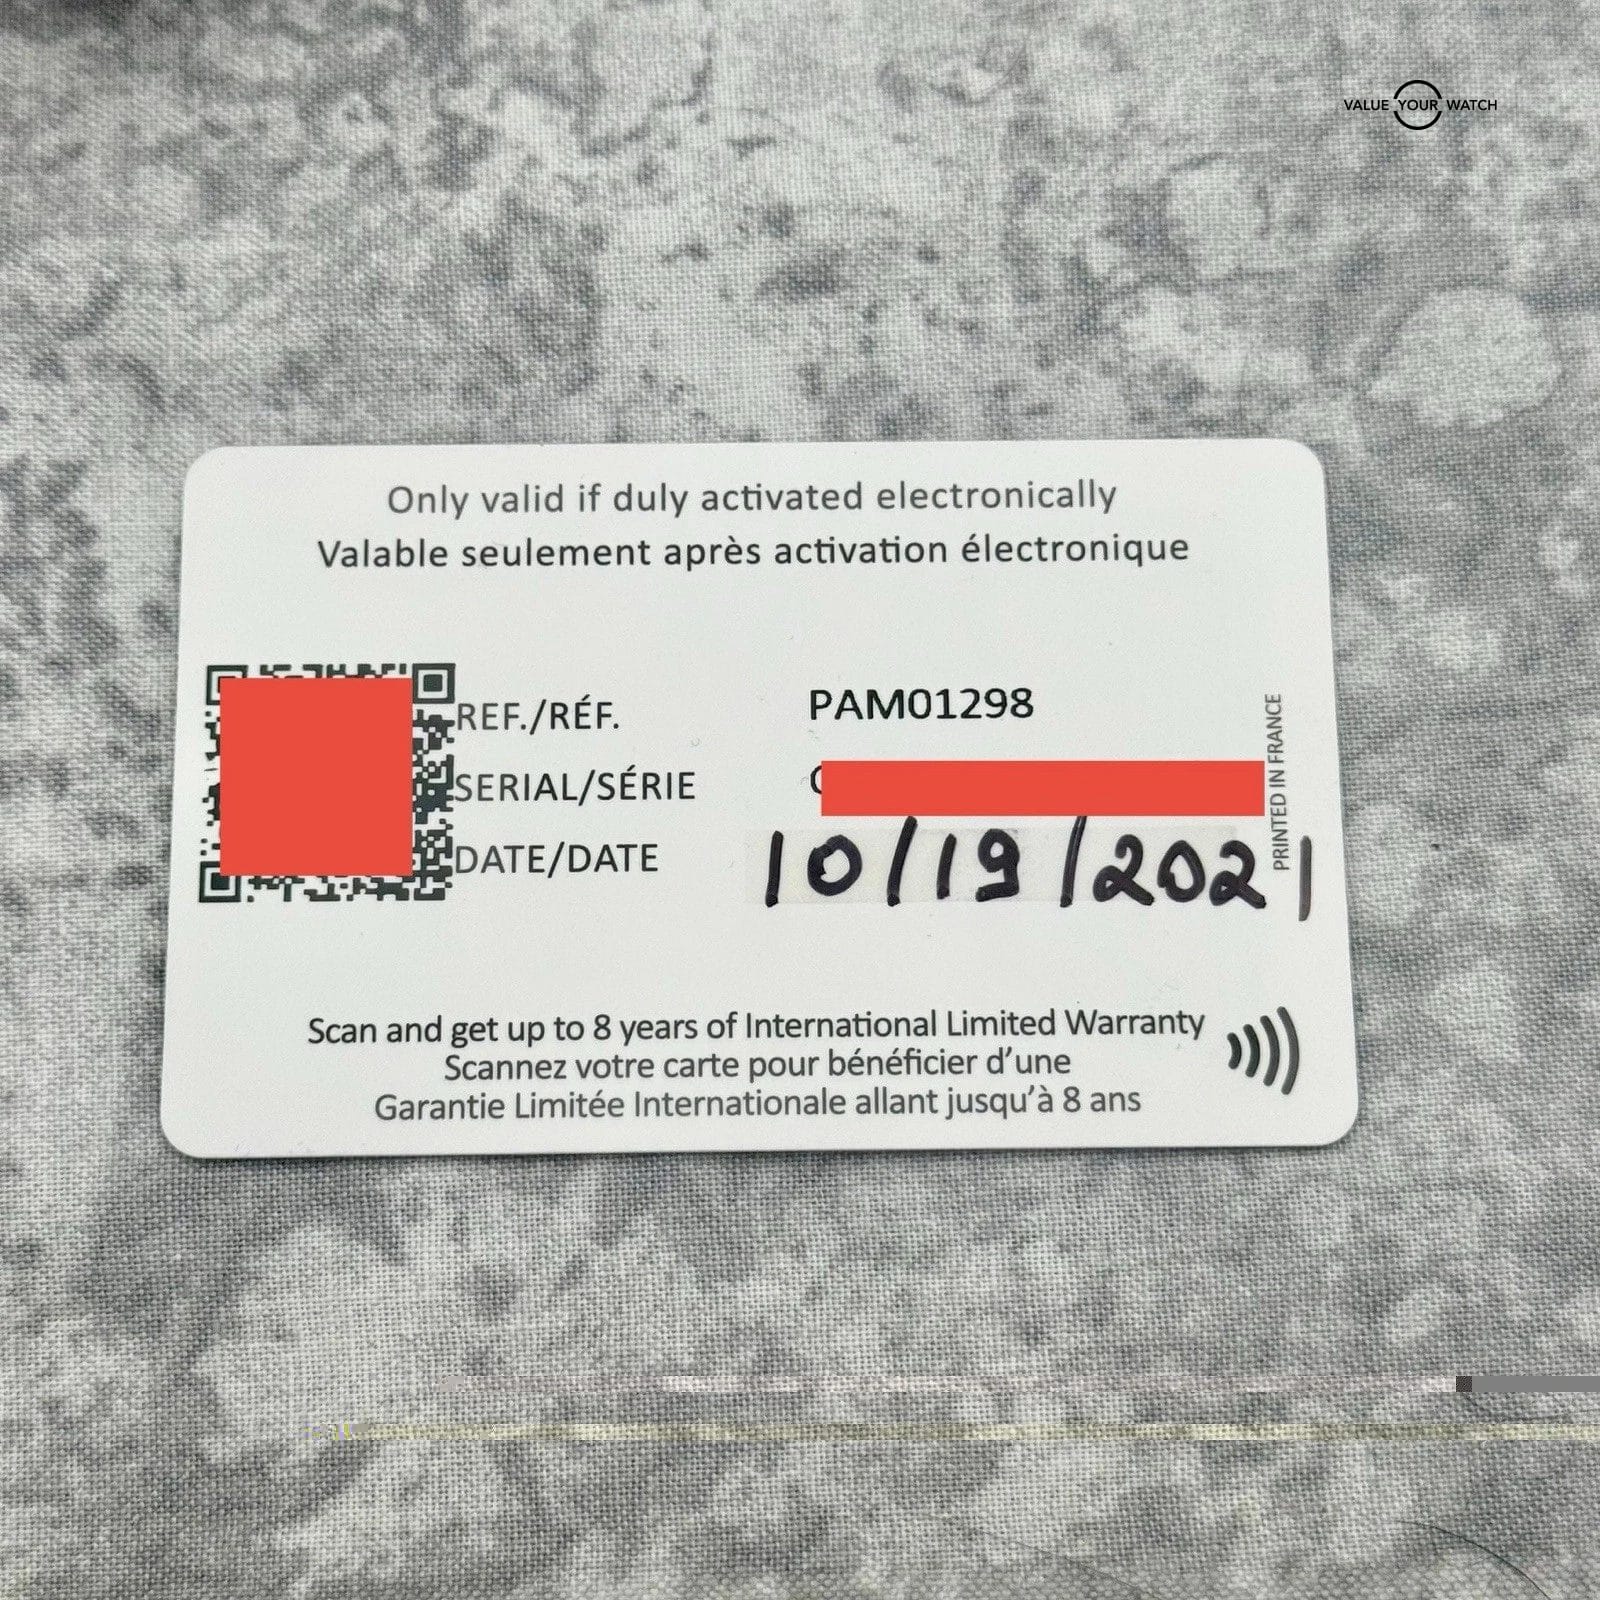 VALUE YOUR WATCH
Only valid if duly activated electronically
Valable seulement après activation électronique
REF./RÉF. PAM01298
SERIAL/SÉRIE
DATE/DATE 10/19/2021
PRINTED IN FRANCE
Scan and get up to 8 years of International Limited Warranty
Scannez votre carte pour bénéficier d'une
Garantie Limitée Internationale allant jusqu'à 8 ans